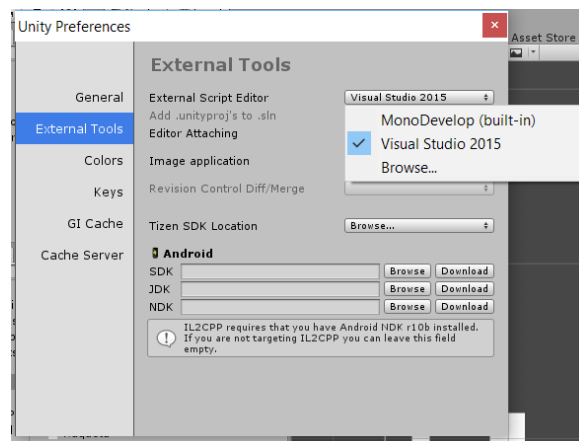 Unity Preferences
Asset Store
External Tools
General
External Tools
Colors
Keys
GI Cache
Cache Server
External Script Editor
Visual Studio 2015
Add .unityproj's to .sln
Editor Attaching
MonoDevelop (built-in)
Visual Studio 2015
Browse...
Image application
Revision Control Diff/Merge
Tizen SDK Location
Browse...
Android
SDK
Browse
Download
JDK
Browse
Download
NDK
Browse
Download
IL2CPP requires that you have Android NDK r10b installed.
If you are not targeting IL2CPP you can leave this field
empty.